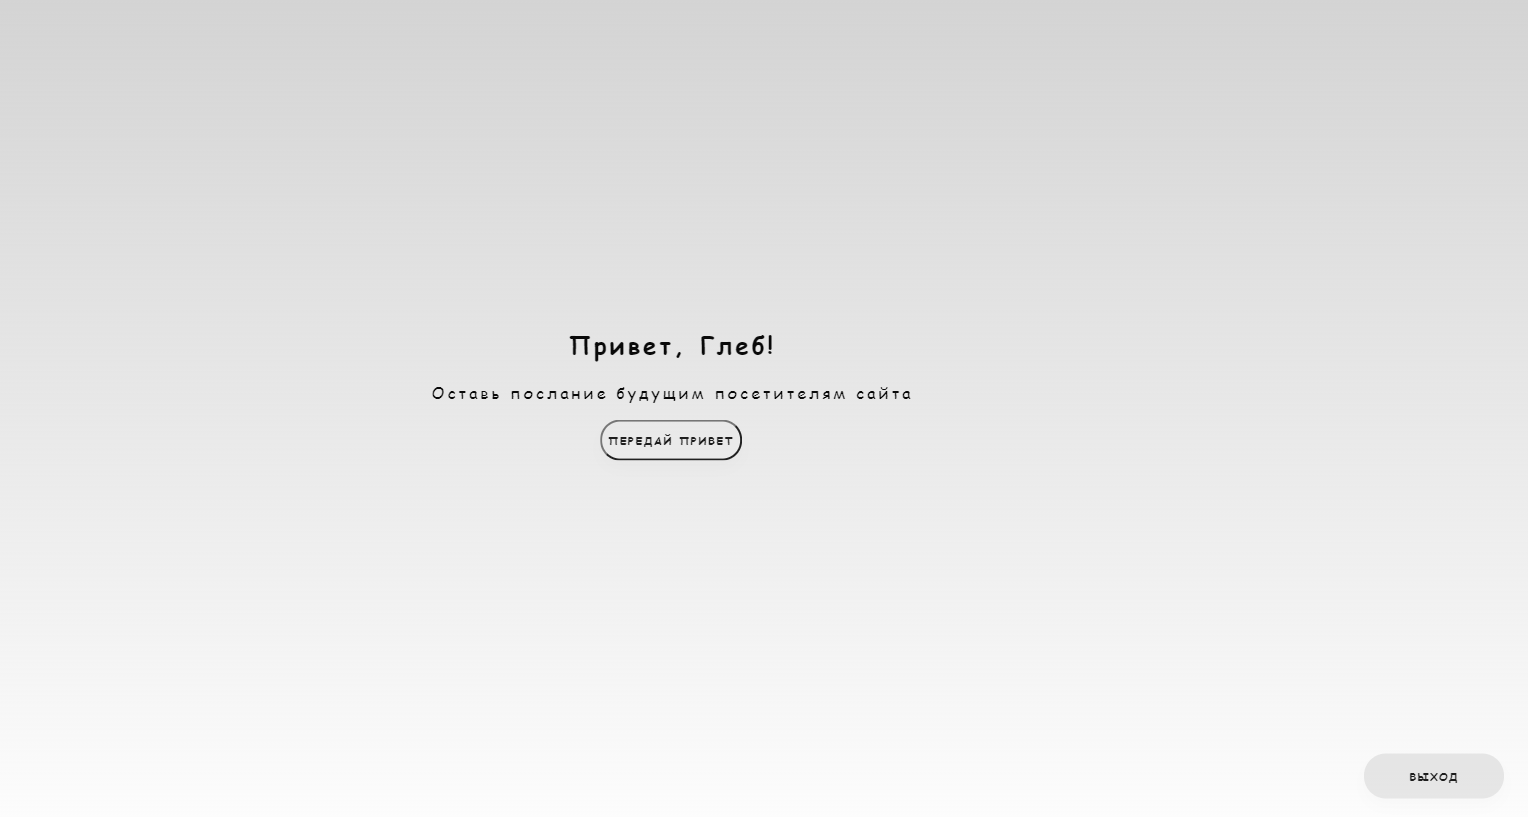 Привет, Глеб!
Оставь послание будущим посетителям сайта
ПЕРЕДАЙ ПРИВЕТ
ВЫХОД